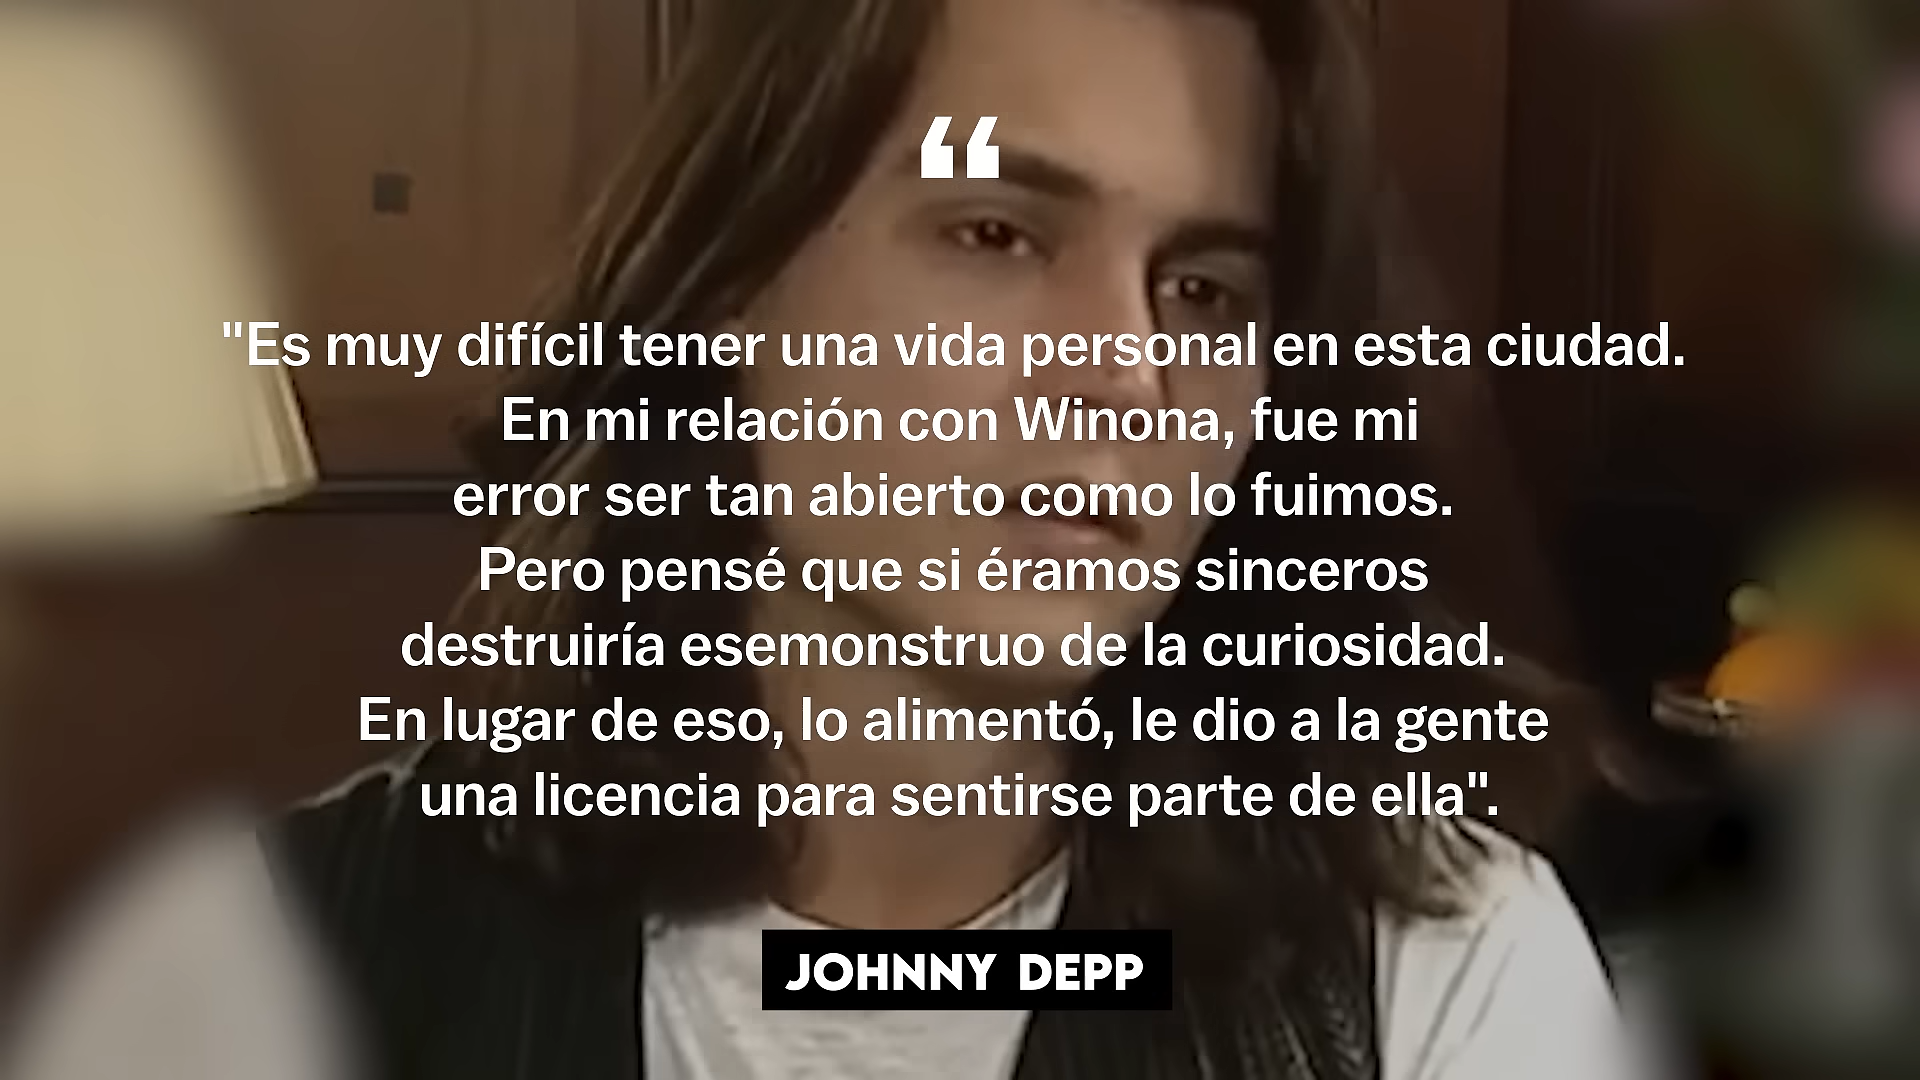 “
"Es muy difícil tener una vida personal en esta ciudad.
En mi relación con Winona, fue mi
error ser tan abierto como lo fuimos.
Pero pensé que si éramos sinceros
destruiría esemonstruo de la curiosidad.
En lugar de eso, lo alimentó, le dio a la gente
una licencia para sentirse parte de ella".
JOHNNY DEPP